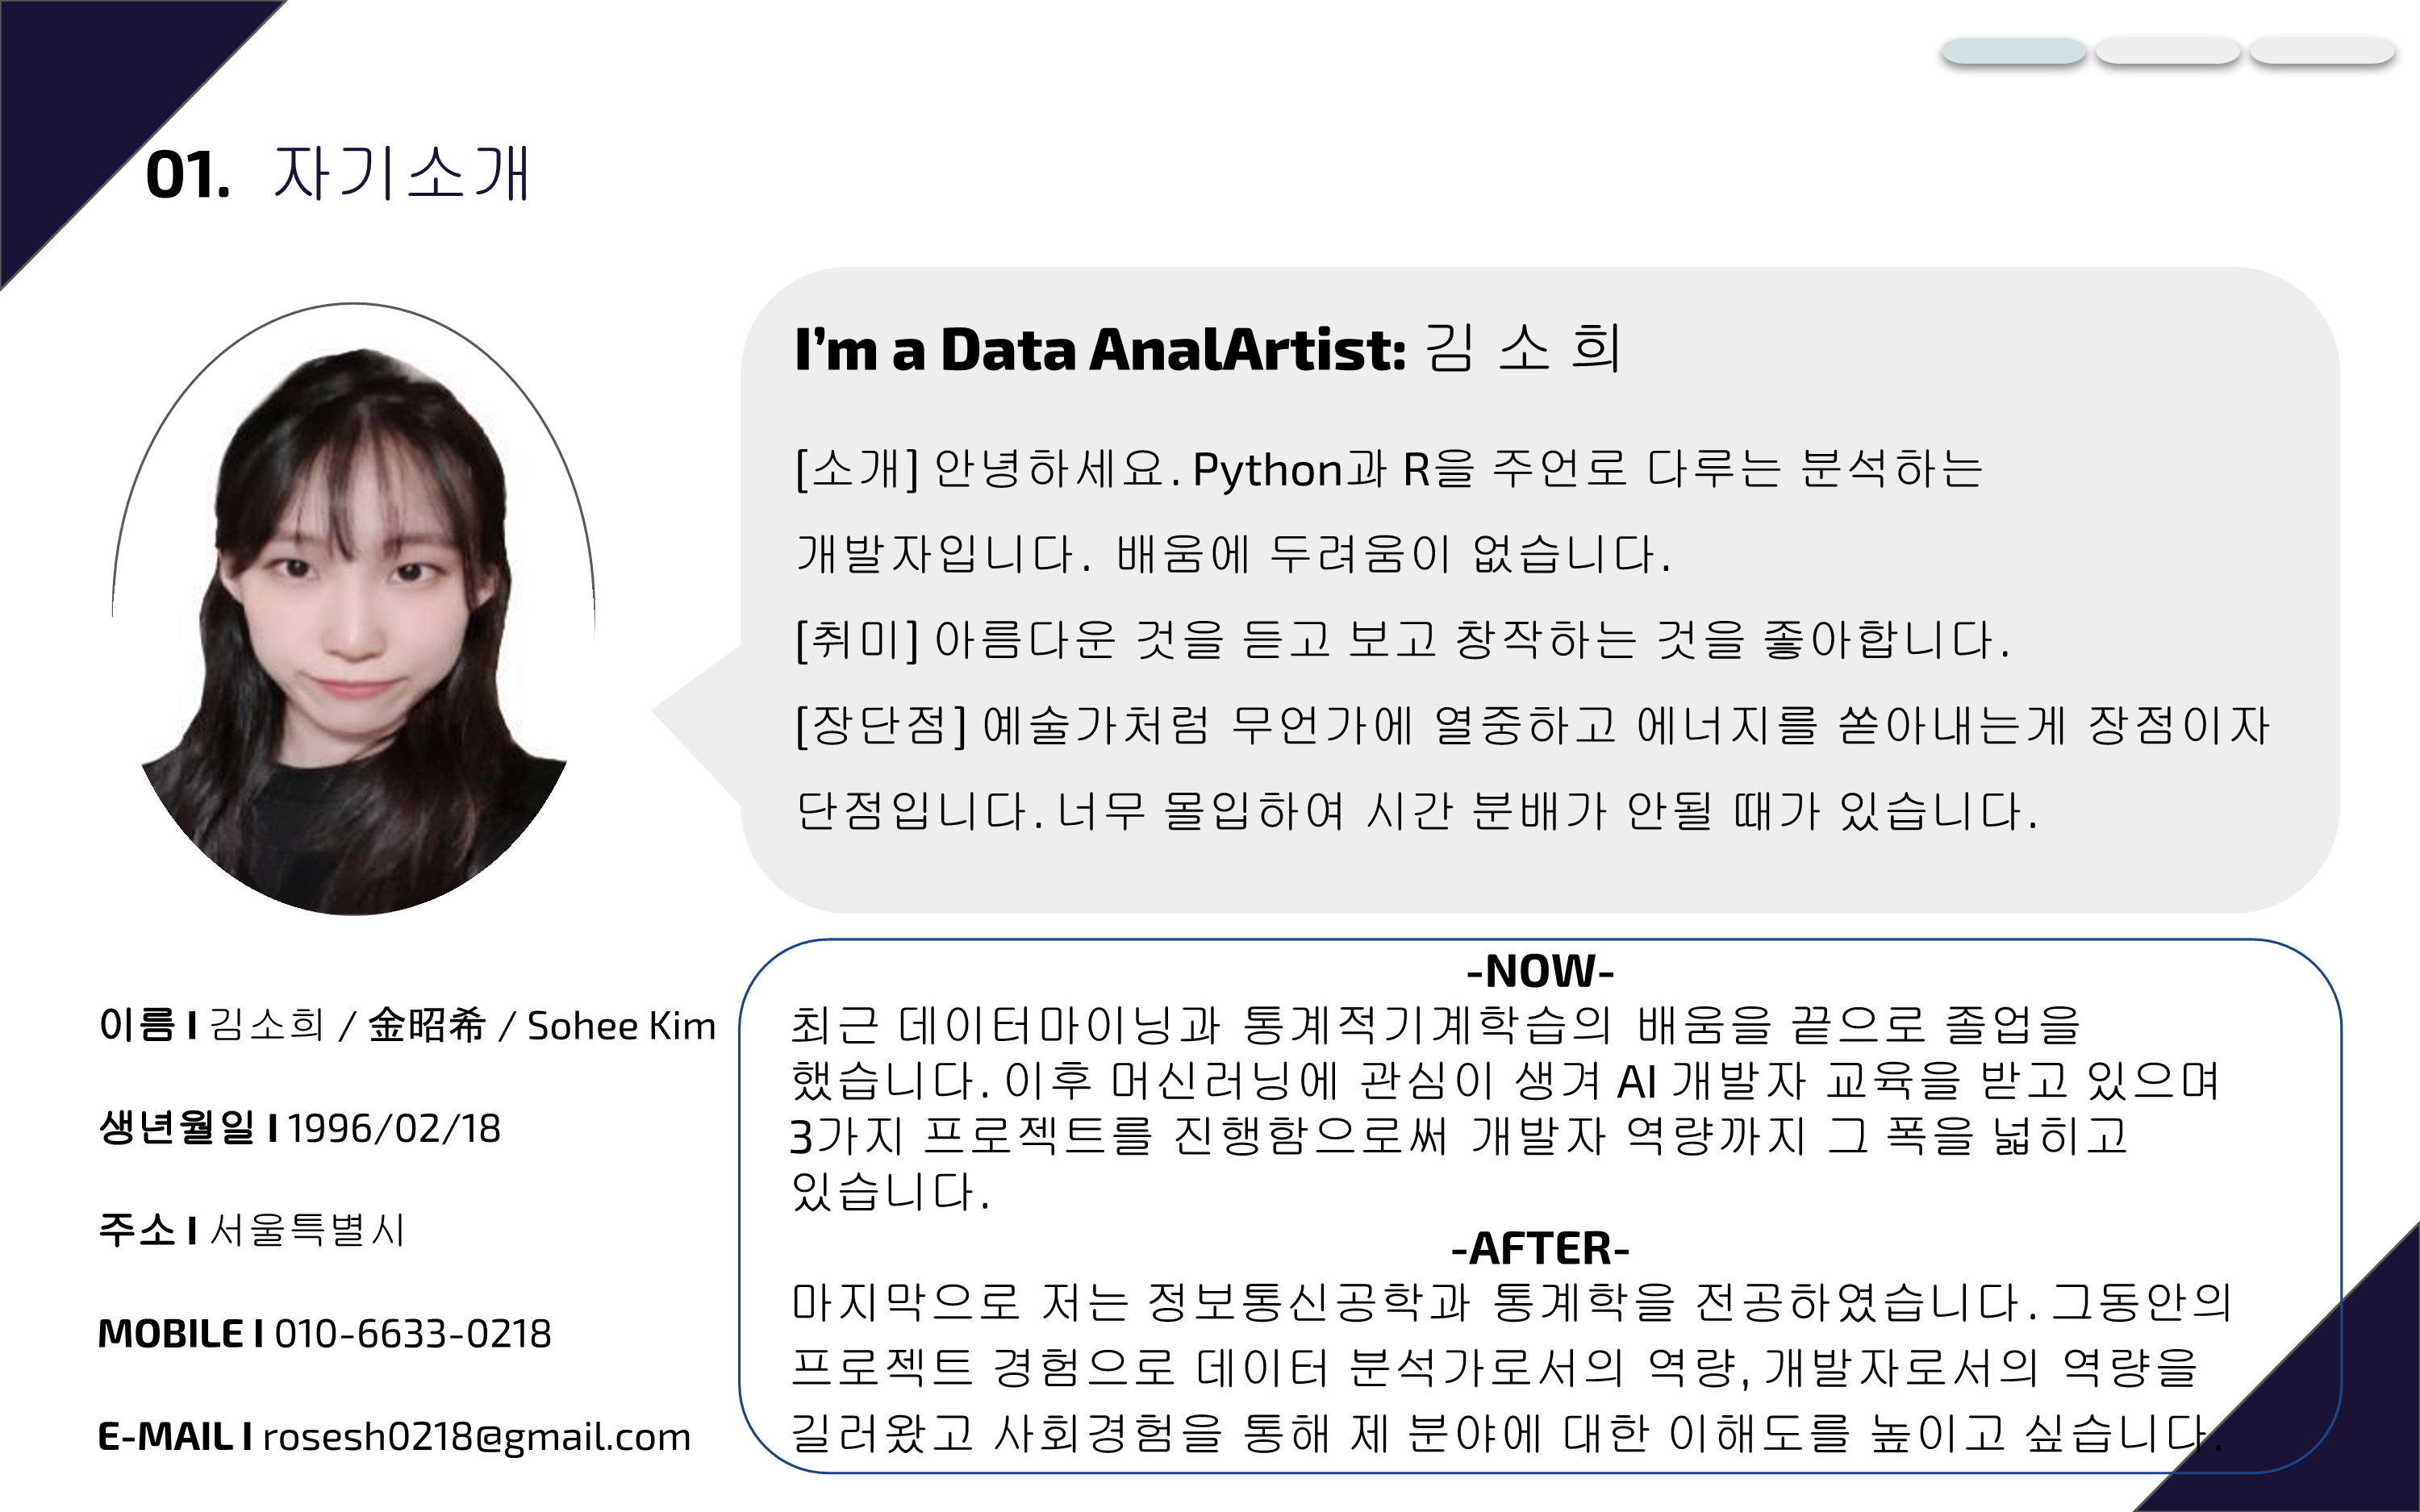 01. 자기소개
I'm a Data AnalArtist: 김 소 희
[소개] 안녕하세요. Python과 R을 주언로 다루는 분석하는
개발자입니다. 배움에 두려움이 없습니다.
[취미] 아름다운 것을 듣고 보고 창작하는 것을 좋아합니다.
[장단점] 예술가처럼 무언가에 열중하고 에너지를 쏟아내는게 장점이자
단점입니다. 너무 몰입하여 시간 분배가 안될 때가 있습니다.
이름 I 김소희 / 金昭希 / Sohee Kim
생년월일 I 1996/02/18
주소 I 서울특별시
MOBILE I 010-6633-0218
E-MAIL I rosesh0218@gmail.com
-NOW-
최근 데이터마이닝과 통계적기계학습의 배움을 끝으로 졸업을
했습니다. 이후 머신러닝에 관심이 생겨 AI 개발자 교육을 받고 있으며
3가지 프로젝트를 진행함으로써 개발자 역량까지 그 폭을 넓히고
있습니다.
-AFTER-
마지막으로 저는 정보통신공학과 통계학을 전공하였습니다. 그동안의
프로젝트 경험으로 데이터 분석가로서의 역량, 개발자로서의 역량을
길러왔고 사회경험을 통해 제 분야에 대한 이해도를 높이고 싶습니다.